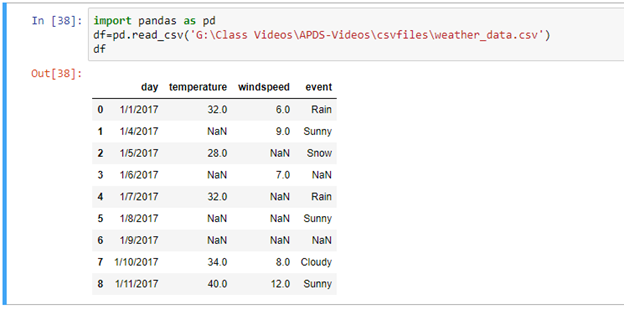 In [38]: import pandas as pd
df=pd.read_csv('G:\Class Videos\APDS-Videos\csvfiles\weather_data.csv')
df
Out[38]:
day temperature windspeed event
0 1/1/2017 32.0 6.0 Rain
1 1/4/2017 NaN 9.0 Sunny
2 1/5/2017 28.0 NaN Snow
3 1/6/2017 NaN 7.0 NaN
4 1/7/2017 32.0 NaN Rain
5 1/8/2017 NaN NaN Sunny
6 1/9/2017 NaN NaN NaN
7 1/10/2017 34.0 8.0 Cloudy
8 1/11/2017 40.0 12.0 Sunny